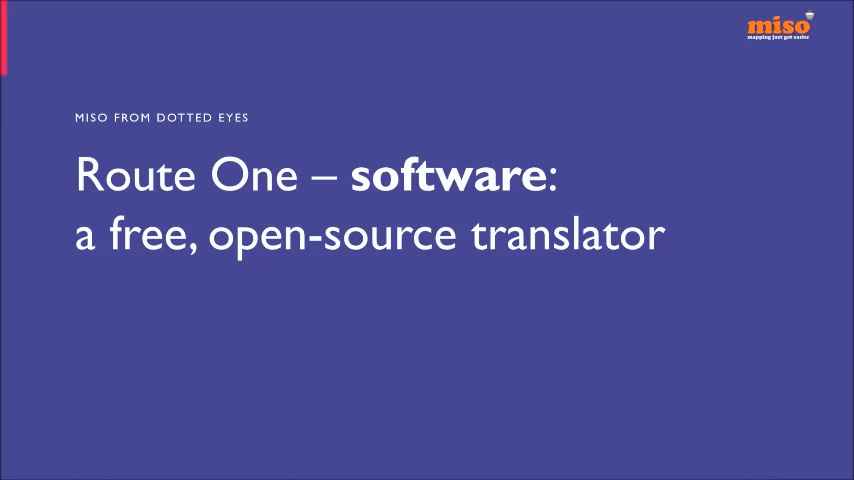 miso
mapping just got easier
MISO FROM DOTTED EYES
Route One – software:
a free, open-source translator